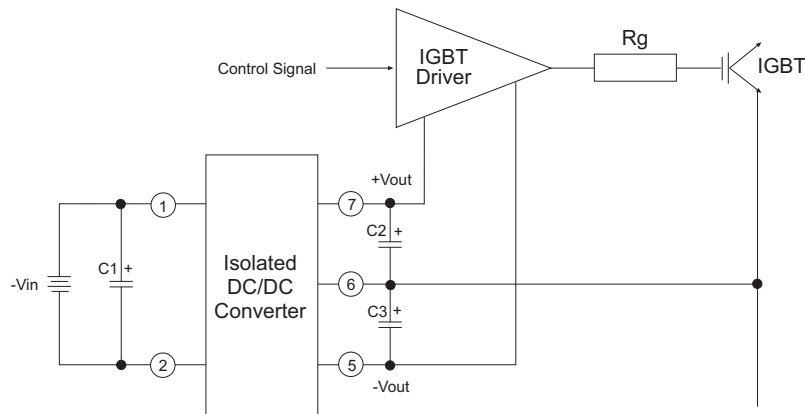 Rg
IGBT
Driver
IGBT
Control Signal
+Vout
1
7
C2 +
C1 +
-Vin
Isolated
DC/DC
Converter
6
C3 +
2
5
-Vout